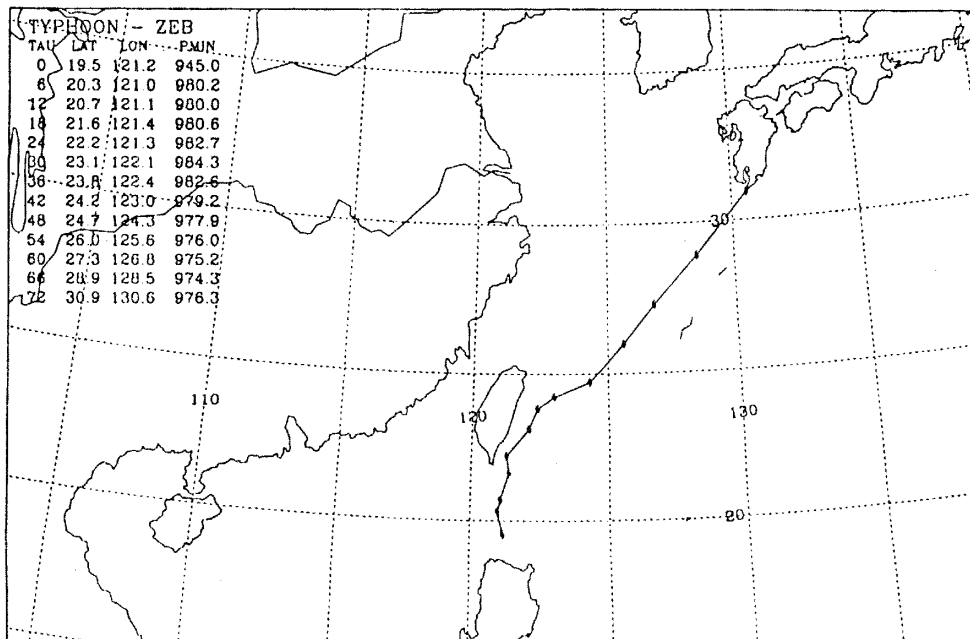 TYPHOON - ZEB
TAU LAT LON PMIN
0 19.5 121.2 945.0
6 20.3 121.0 980.2
12 20.7 121.1 980.0
18 21.6 121.4 980.6
24 22.2 121.3 982.7
30 23.1 122.1 984.3
36 23.8 122.4 982.6
42 24.2 123.0 979.2
48 24.7 124.3 977.9
54 26.0 125.6 976.0
60 27.3 126.8 975.2
66 28.9 128.5 974.3
72 30.9 130.6 976.3
30
110
120
130
20